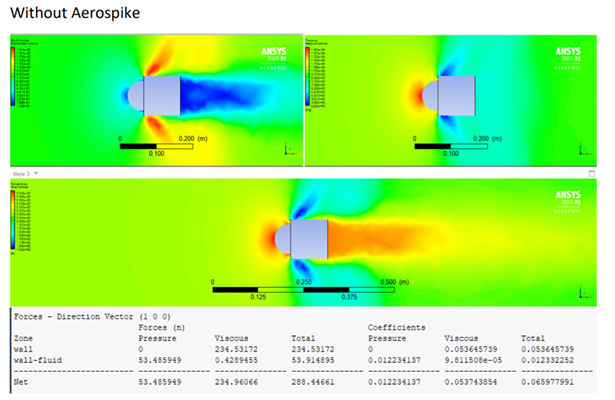 Without Aerospike
ANSYS
2020 R1
ACADEMIC
0 0.200 (m)
0.100
ANSYS
2020 R1
ACADEMIC
0 0.200 (m)
0.100
View 3
ANSYS
2020 R1
ACADEMIC
0 0.250 0.500 (m)
0.125 0.375
Forces - Direction Vector (1 0 0)
Forces (n) Coefficients
Zone Pressure Viscous Total Pressure Viscous Total
wall 0 234.53172 234.53172 0 0.053645739 0.053645739
wall-fluid 53.485949 0.4289455 53.914895 0.012234137 9.811508e-05 0.012332252
Net 53.485949 234.96066 288.44661 0.012234137 0.053743854 0.065977991